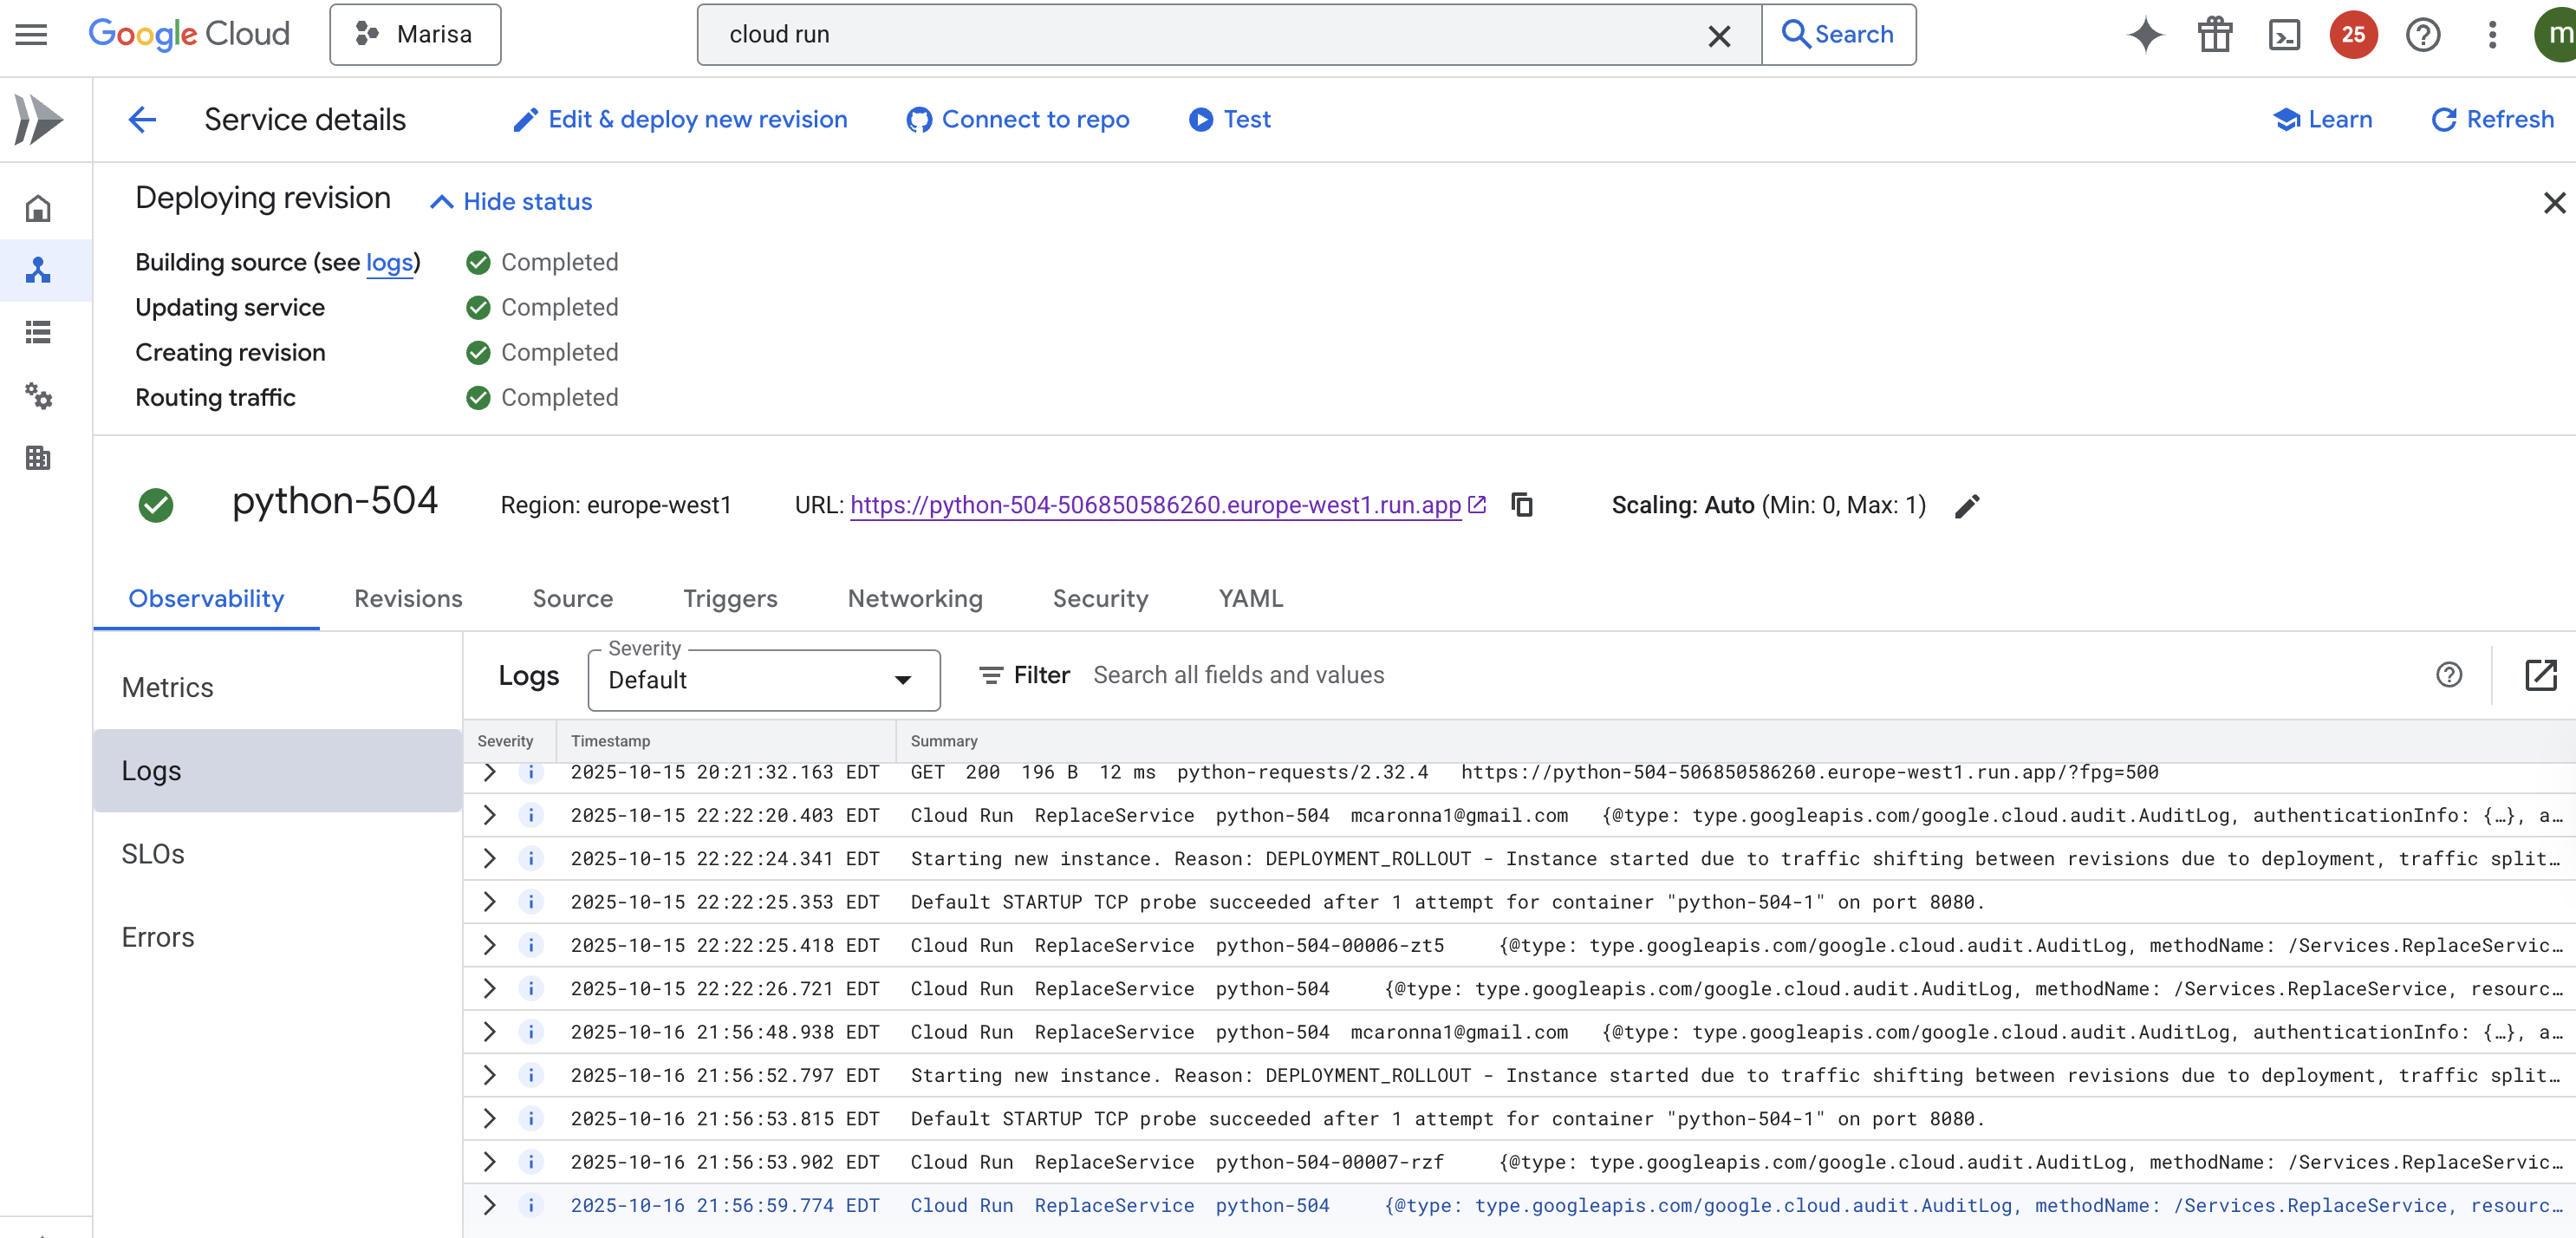 Google Cloud Marisa cloud run Search 25 m
Service details Edit & deploy new revision Connect to repo Test Learn Refresh
Deploying revision Hide status
Building source (see logs) Completed
Updating service Completed
Creating revision Completed
Routing traffic Completed
python-504 Region: europe-west1 URL: https://python-504-506850586260.europe-west1.run.app Scaling: Auto (Min: 0, Max: 1)
Observability Revisions Source Triggers Networking Security YAML
Metrics
Logs
SLOs
Errors
Logs Severity Default Filter Search all fields and values
Severity Timestamp Summary
2025-10-15 20:21:32.163 EDT GET 200 196 B 12 ms python-requests/2.32.4 https://python-504-506850586260.europe-west1.run.app/?fpg=500
2025-10-15 22:22:20.403 EDT Cloud Run ReplaceService python-504 mcaronna1@gmail.com {@type: type.googleapis.com/google.cloud.audit.AuditLog, authenticationInfo: {…}, a…
2025-10-15 22:22:24.341 EDT Starting new instance. Reason: DEPLOYMENT_ROLLOUT - Instance started due to traffic shifting between revisions due to deployment, traffic split…
2025-10-15 22:22:25.353 EDT Default STARTUP TCP probe succeeded after 1 attempt for container "python-504-1" on port 8080.
2025-10-15 22:22:25.418 EDT Cloud Run ReplaceService python-504-00006-zt5 {@type: type.googleapis.com/google.cloud.audit.AuditLog, methodName: /Services.ReplaceServic…
2025-10-15 22:22:26.721 EDT Cloud Run ReplaceService python-504 {@type: type.googleapis.com/google.cloud.audit.AuditLog, methodName: /Services.ReplaceService, resourc…
2025-10-16 21:56:48.938 EDT Cloud Run ReplaceService python-504 mcaronna1@gmail.com {@type: type.googleapis.com/google.cloud.audit.AuditLog, authenticationInfo: {…}, a…
2025-10-16 21:56:52.797 EDT Starting new instance. Reason: DEPLOYMENT_ROLLOUT - Instance started due to traffic shifting between revisions due to deployment, traffic split…
2025-10-16 21:56:53.815 EDT Default STARTUP TCP probe succeeded after 1 attempt for container "python-504-1" on port 8080.
2025-10-16 21:56:53.902 EDT Cloud Run ReplaceService python-504-00007-rzf {@type: type.googleapis.com/google.cloud.audit.AuditLog, methodName: /Services.ReplaceServic…
2025-10-16 21:56:59.774 EDT Cloud Run ReplaceService python-504 {@type: type.googleapis.com/google.cloud.audit.AuditLog, methodName: /Services.ReplaceService, resourc…